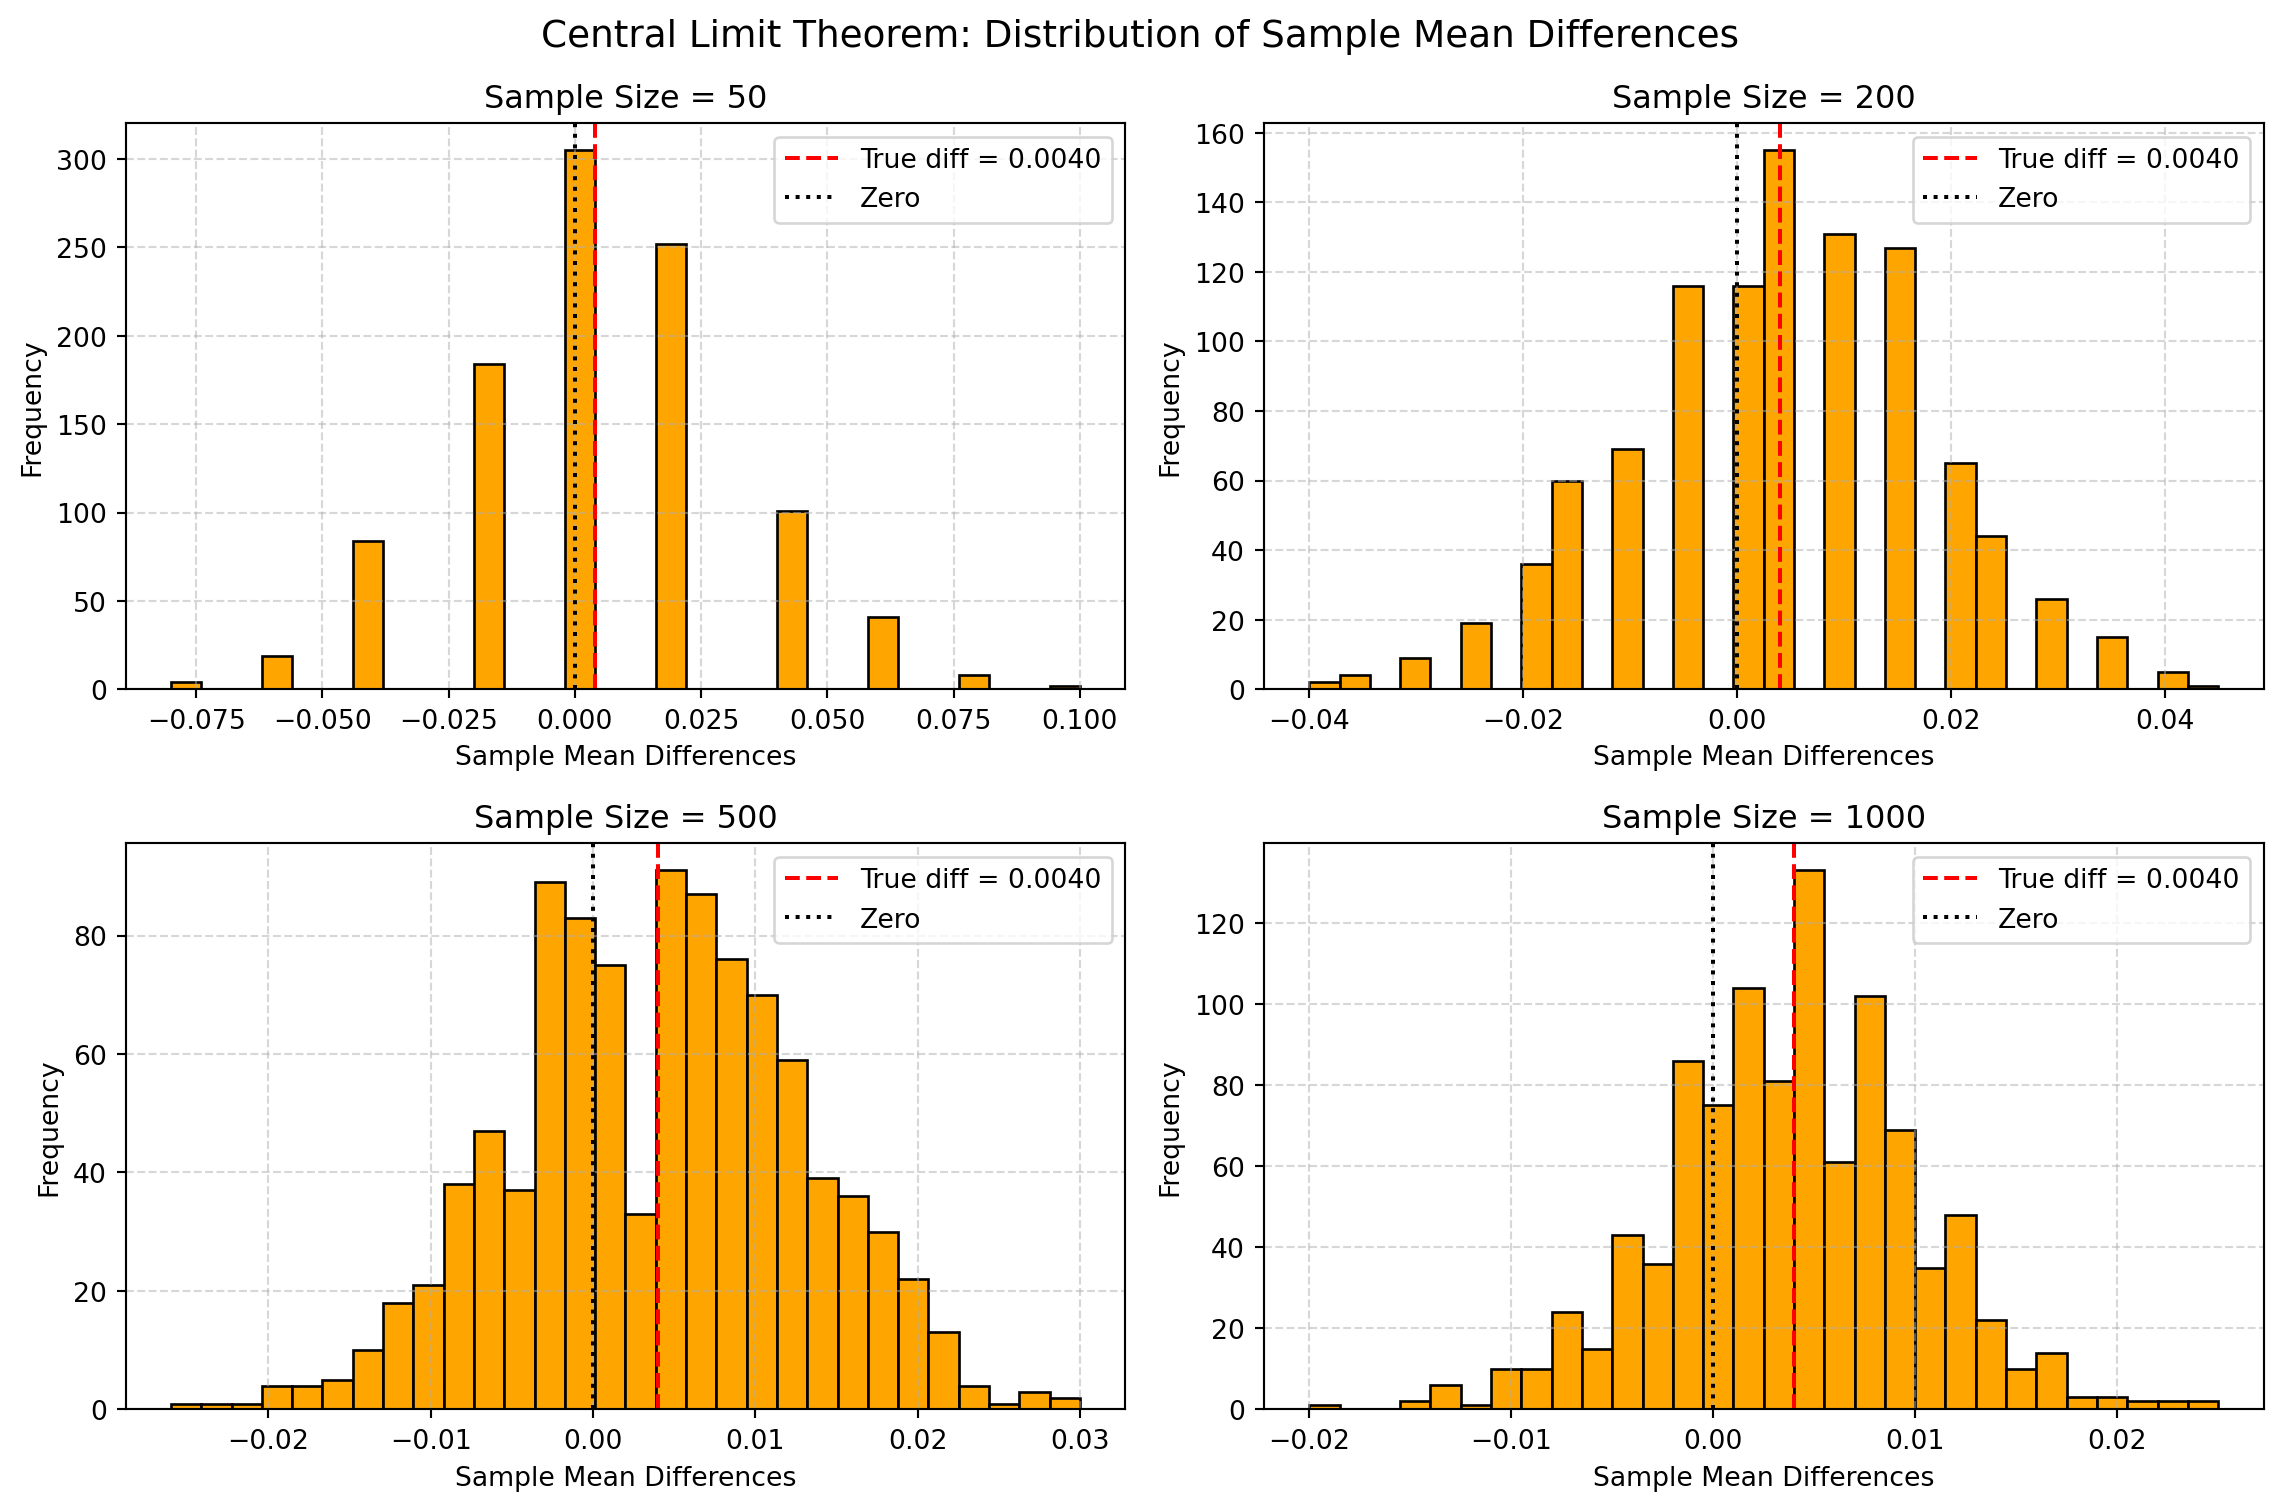 Central Limit Theorem: Distribution of Sample Mean Differences
Sample Size = 50
True diff = 0.0040
Zero
Frequency
300
250
200
150
100
50
0
−0.075 −0.050 −0.025 0.000 0.025 0.050 0.075 0.100
Sample Mean Differences
Sample Size = 200
True diff = 0.0040
Zero
Frequency
160
140
120
100
80
60
40
20
0
−0.04 −0.02 0.00 0.02 0.04
Sample Mean Differences
Sample Size = 500
True diff = 0.0040
Zero
Frequency
80
60
40
20
0
−0.02 −0.01 0.00 0.01 0.02 0.03
Sample Mean Differences
Sample Size = 1000
True diff = 0.0040
Zero
Frequency
120
100
80
60
40
20
0
−0.02 −0.01 0.00 0.01 0.02
Sample Mean Differences